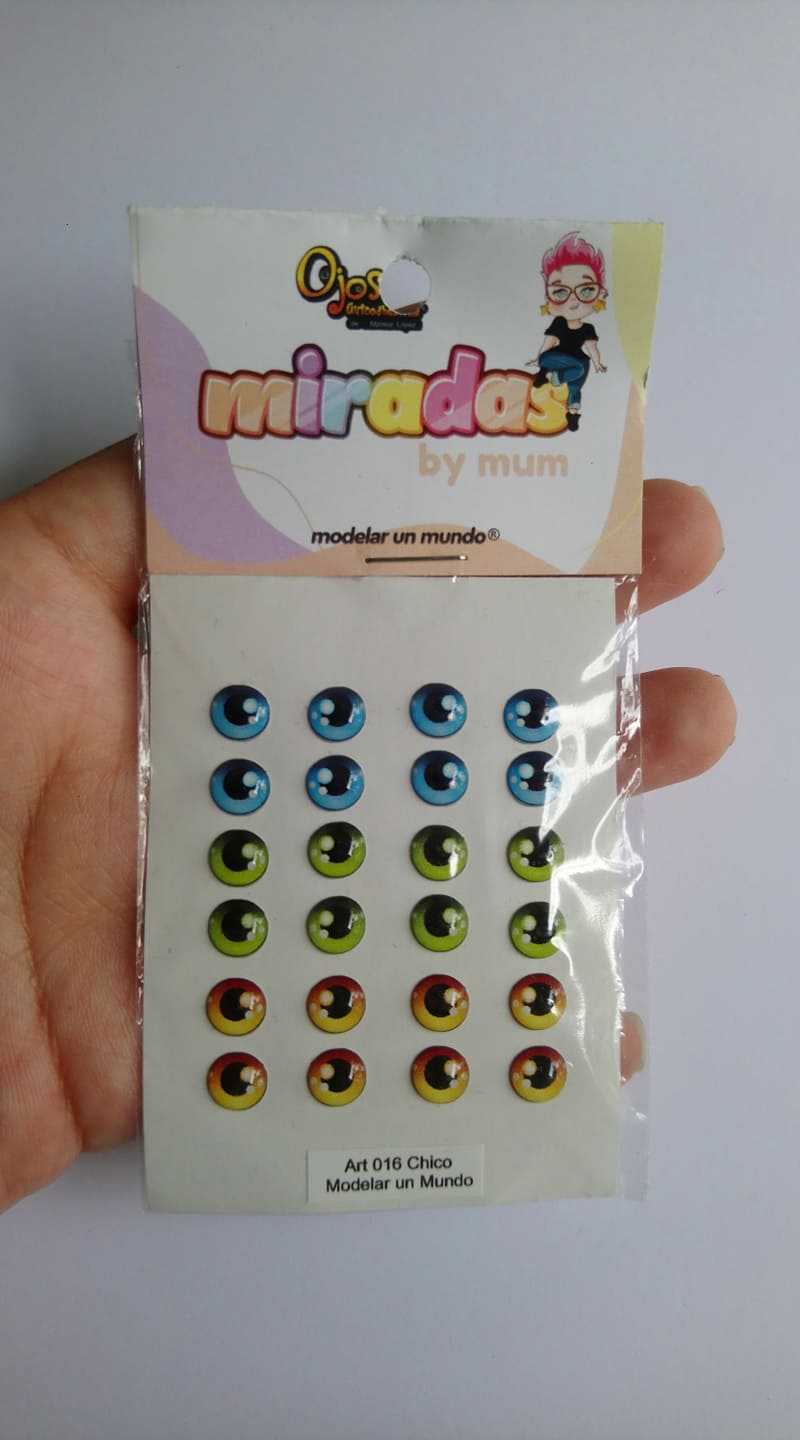 Ojos
miradas
by mum
modelar un mundo®
Art 016 Chico
Modelar un Mundo